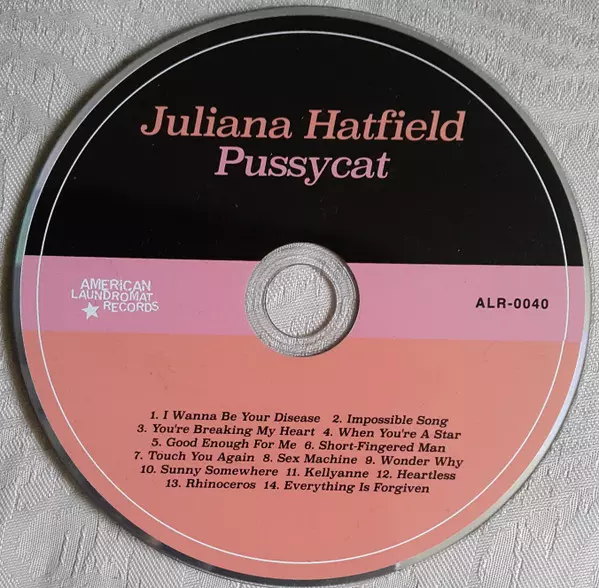 Juliana Hatfield
Pussycat
AMERICAN
LAUNDROMAT
RECORDS
ALR-0040
1. I Wanna Be Your Disease 2. Impossible Song
3. You're Breaking My Heart 4. When You're A Star
5. Good Enough For Me 6. Short-Fingered Man
7. Touch You Again 8. Sex Machine 9. Wonder Why
10. Sunny Somewhere 11. Kellyanne 12. Heartless
13. Rhinoceros 14. Everything Is Forgiven